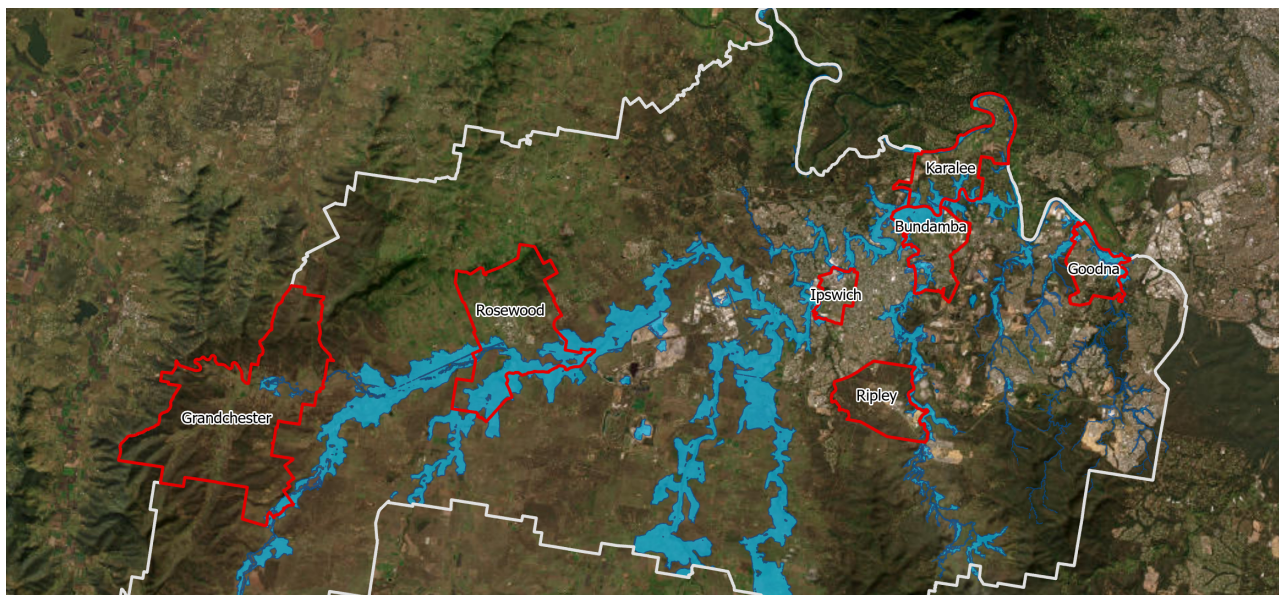 Karalee
Bundamba
Goodna
Ipswich
Rosewood
Ripley
Grandchester